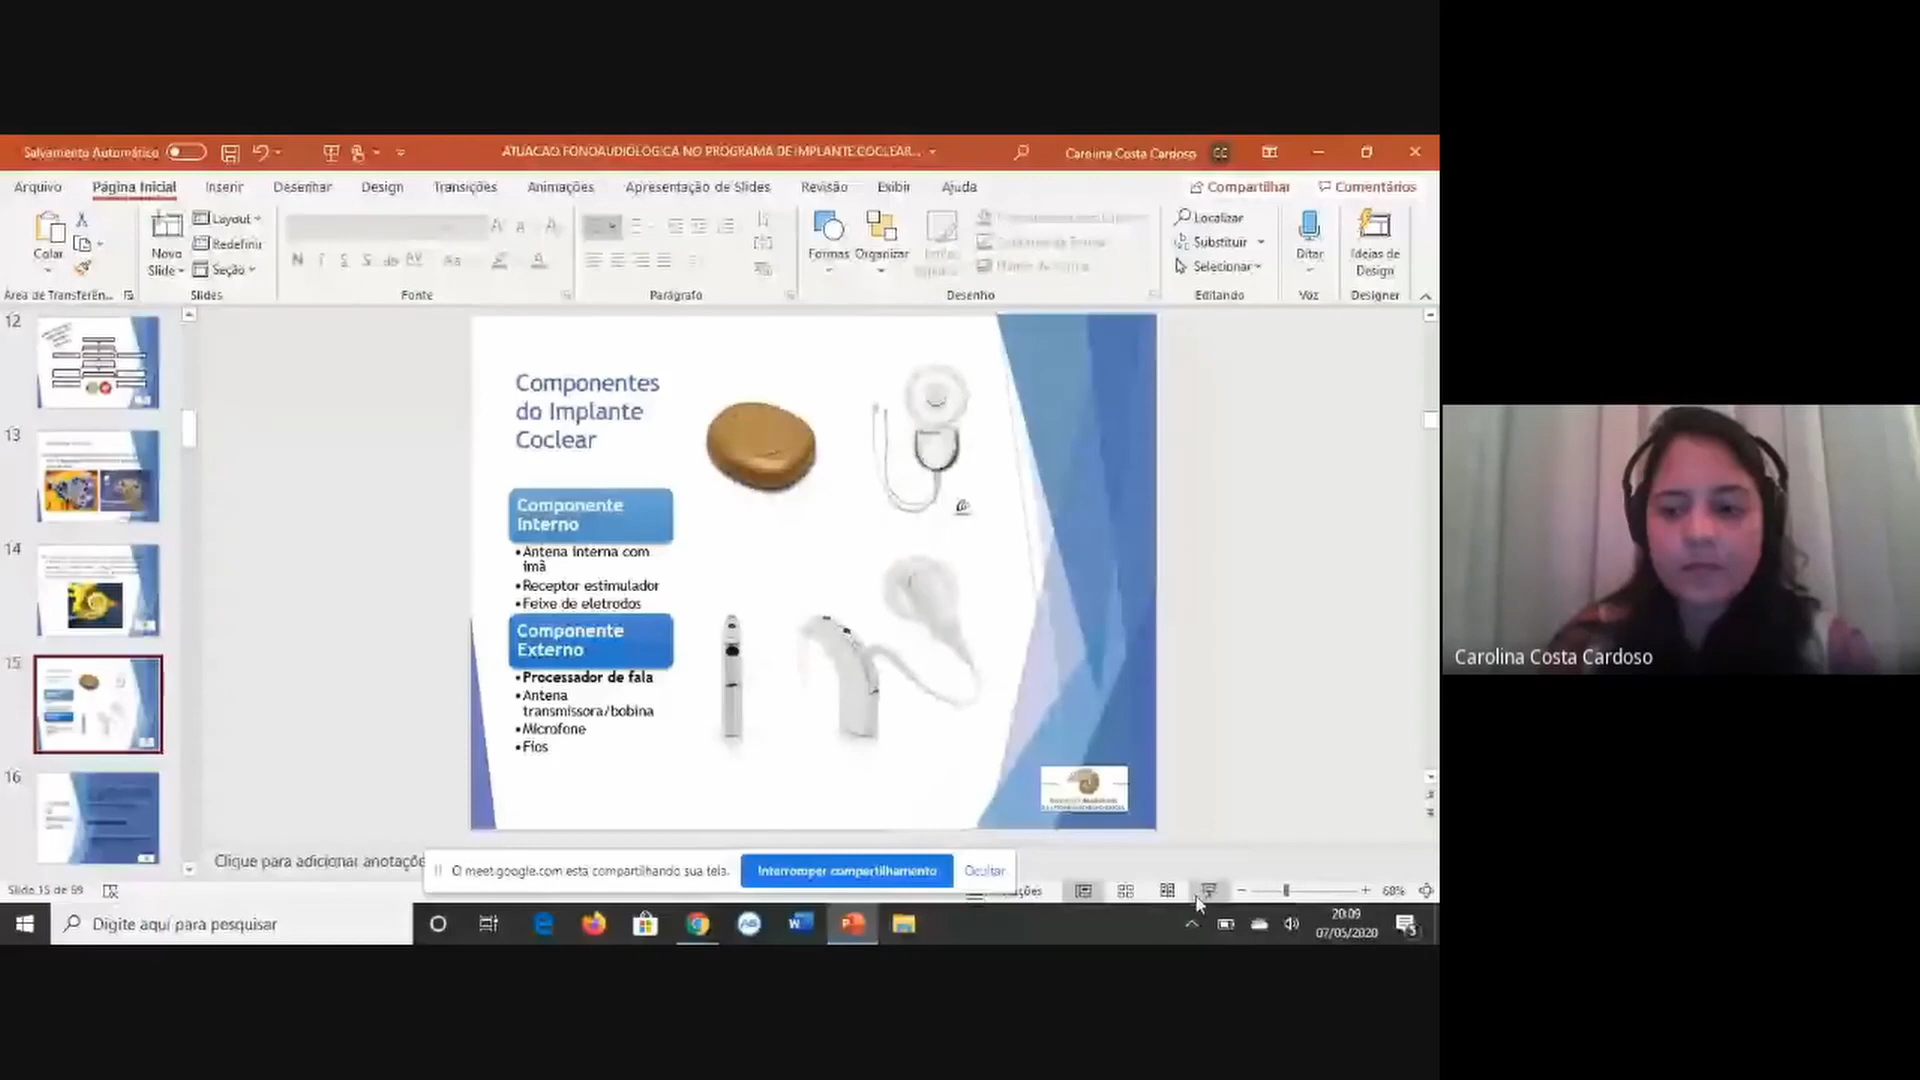 Salvamento Automático
ATUACAO FONOAUDIOLOGICA NO PROGRAMA DE IMPLANTE COCLEAR...
Carolina Costa Cardoso
CC
Arquivo
Página Inicial
Inserir
Desenhar
Design
Transições
Animações
Apresentação de Slides
Revisão
Exibir
Ajuda
Compartilhar
Comentários
Colar
Novo
Slide
Layout
Redefinir
Seção
N I S S ab AV
Aa
A
Formas
Organizar
Localizar
Substituir
Selecionar
Ditar
Ideias de
Design
Área de Transferên...
Slides
Fonte
Parágrafo
Desenho
Editando
Voz
Designer
12
13
14
15
16
Componentes
do Implante
Coclear
Componente
Interno
•Antena Interna com
imã
•Receptor estimulador
•Feixe de eletrodos
Componente
Externo
•Processador de fala
•Antena
transmissora/bobina
•Microfone
•Fios
Clique para adicionar anotaçõe
O meet.google.com está compartilhando sua tela.
Interromper compartilhamento
Ocultar
Slide 15 de 59
68%
Digite aqui para pesquisar
20:09
07/05/2020
Carolina Costa Cardoso